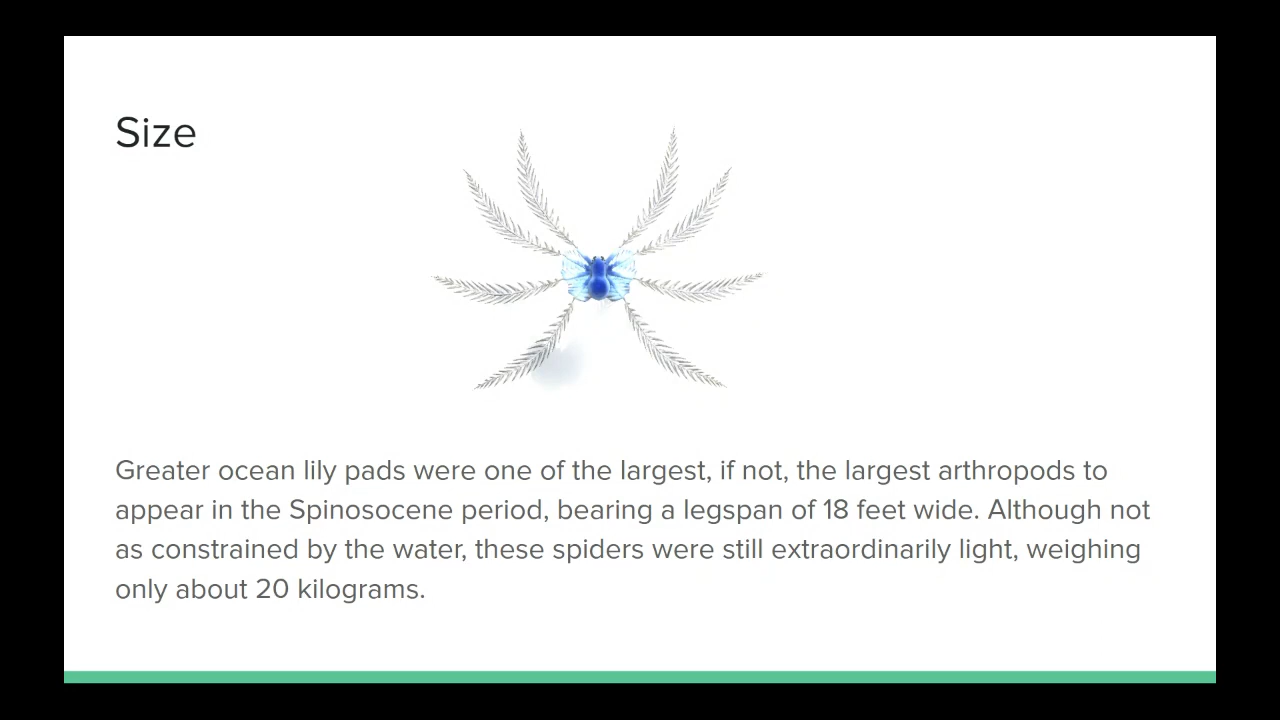 Size
Greater ocean lily pads were one of the largest, if not, the largest arthropods to
appear in the Spinosocene period, bearing a legspan of 18 feet wide. Although not
as constrained by the water, these spiders were still extraordinarily light, weighing
only about 20 kilograms.